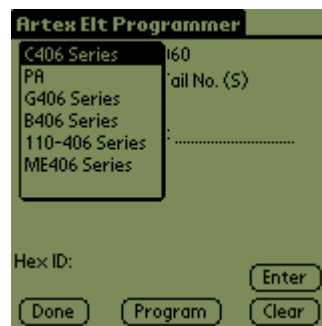 Artex Elt Programmer
C406 Series
PA
G406 Series
B406 Series
110-406 Series
ME406 Series
060
ail No. (S)
:
Hex ID:
Enter
Done
Program
Clear